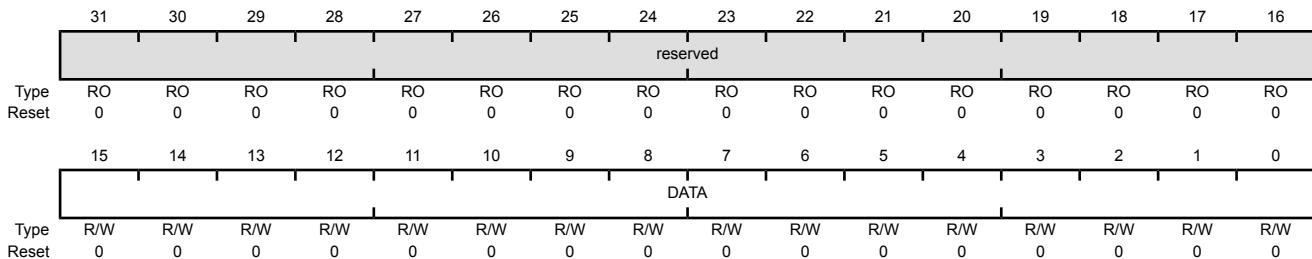 31 30 29 28 27 26 25 24 23 22 21 20 19 18 17 16
reserved
Type RO RO RO RO RO RO RO RO RO RO RO RO RO RO RO RO
Reset 0 0 0 0 0 0 0 0 0 0 0 0 0 0 0 0
15 14 13 12 11 10 9 8 7 6 5 4 3 2 1 0
DATA
Type R/W R/W R/W R/W R/W R/W R/W R/W R/W R/W R/W R/W R/W R/W R/W R/W
Reset 0 0 0 0 0 0 0 0 0 0 0 0 0 0 0 0